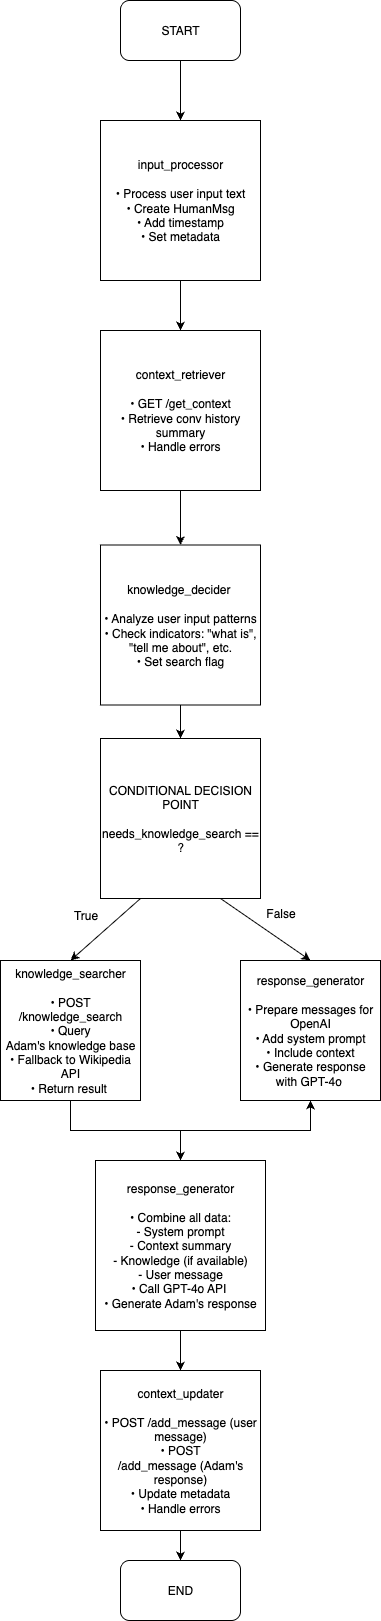 START
input_processor
• Process user input text
• Create HumanMsg
• Add timestamp
• Set metadata
context_retriever
• GET /get_context
• Retrieve conv history
summary
• Handle errors
knowledge_decider
• Analyze user input patterns
• Check indicators: "what is",
"tell me about", etc.
• Set search flag
CONDITIONAL DECISION
POINT
needs_knowledge_search ==
?
True
False
knowledge_searcher
• POST
/knowledge_search
• Query
Adam's knowledge base
• Fallback to Wikipedia
API
• Return result
response_generator
• Prepare messages for
OpenAI
• Add system prompt
• Include context
• Generate response
with GPT-4o
response_generator
• Combine all data:
- System prompt
- Context summary
- Knowledge (if available)
- User message
• Call GPT-4o API
• Generate Adam's response
context_updater
• POST /add_message (user
message)
• POST
/add_message (Adam's
response)
• Update metadata
• Handle errors
END